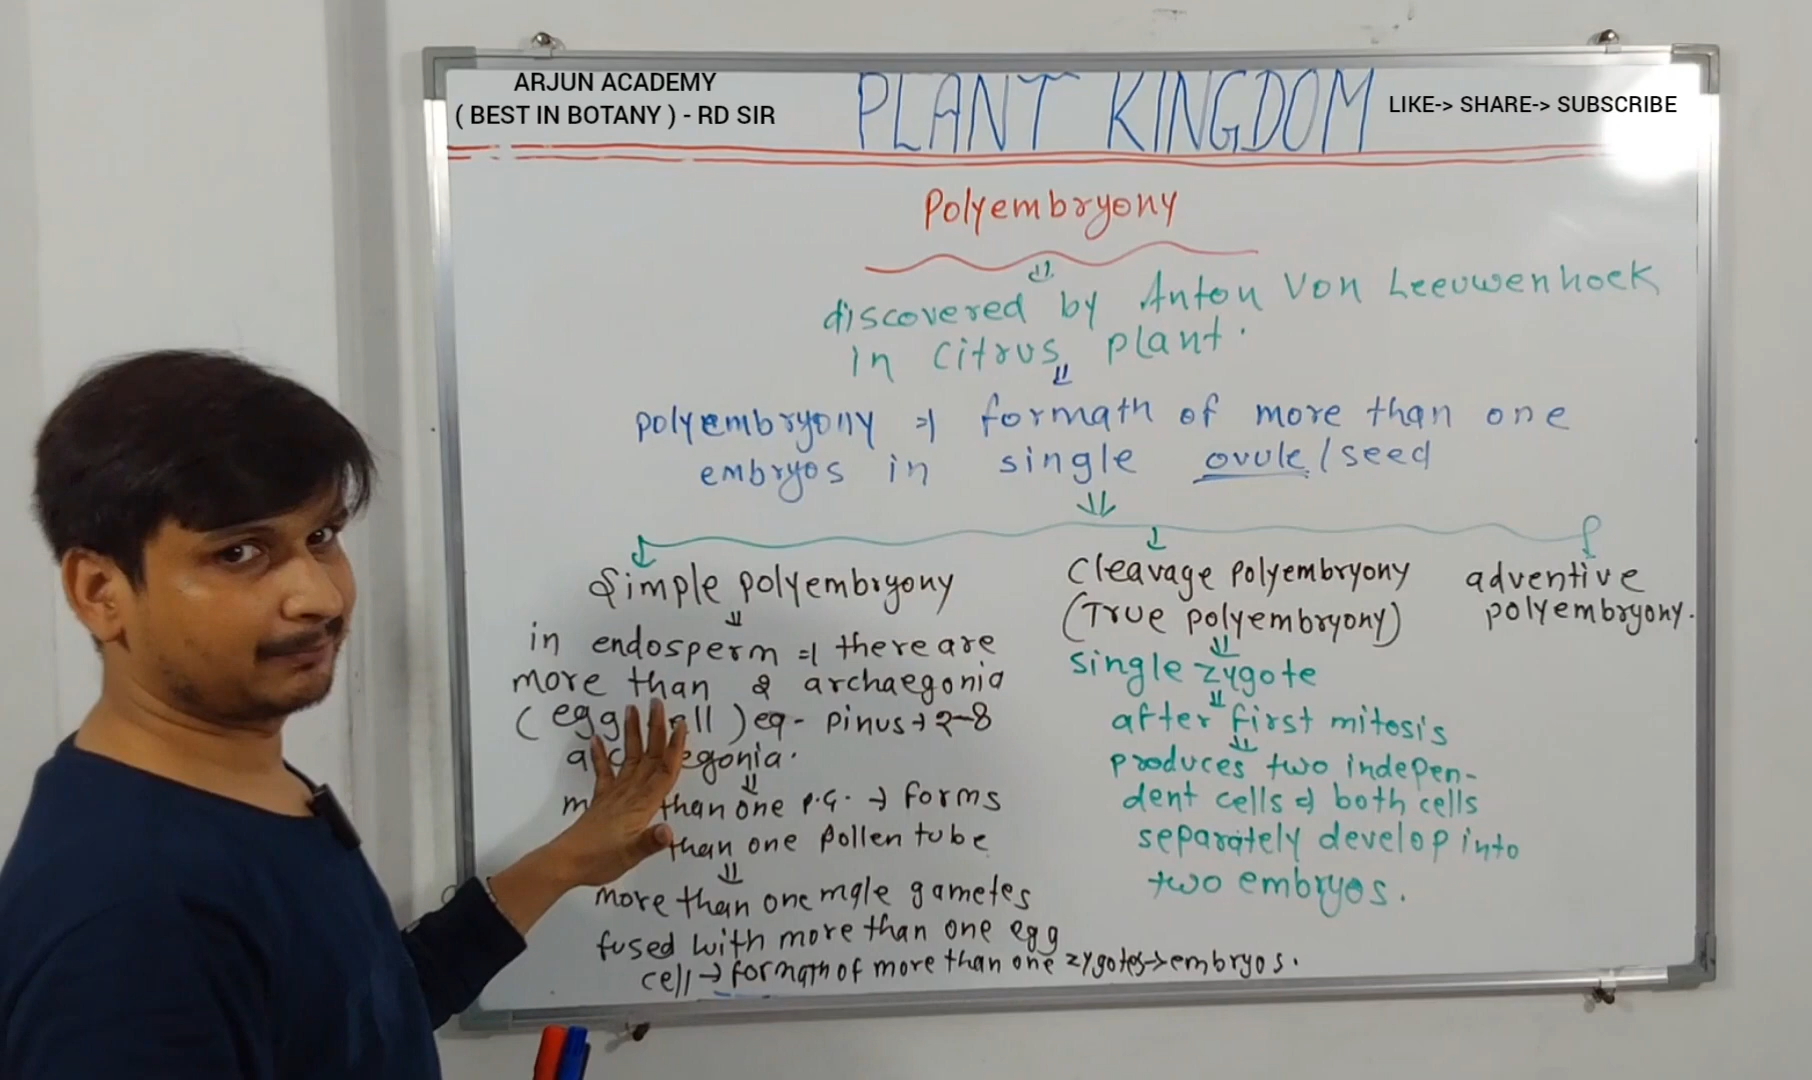 ARJUN ACADEMY
( BEST IN BOTANY ) - RD SIR
PLANT KINGDOM
LIKE-> SHARE-> SUBSCRIBE
Polyembryony
⇓
discovered by Anton Von Leeuwenhoek
in Citrus plant.
⇓
polyembryony ⇒ formath of more than one
embryos in single ovule/seed
⇓
Simple polyembryony
⇓
in endosperm ⇒ there are
more than 2 archaegonia
(egg cell) eg- Pinus → 2-8
egonia.
⇓
than one P.G. → forms
than one Pollen tube
⇓
more than one male gametes
fused with more than one egg
cell → formath of more than one zygotes → embryos.
Cleavage Polyembryony
(True polyembryony)
⇓
single zygote
⇓
after first mitosis
⇓
produces two indepen-
dent cells ⇒ both cells
separately develop into
two embryos.
adventive
polyembryony.